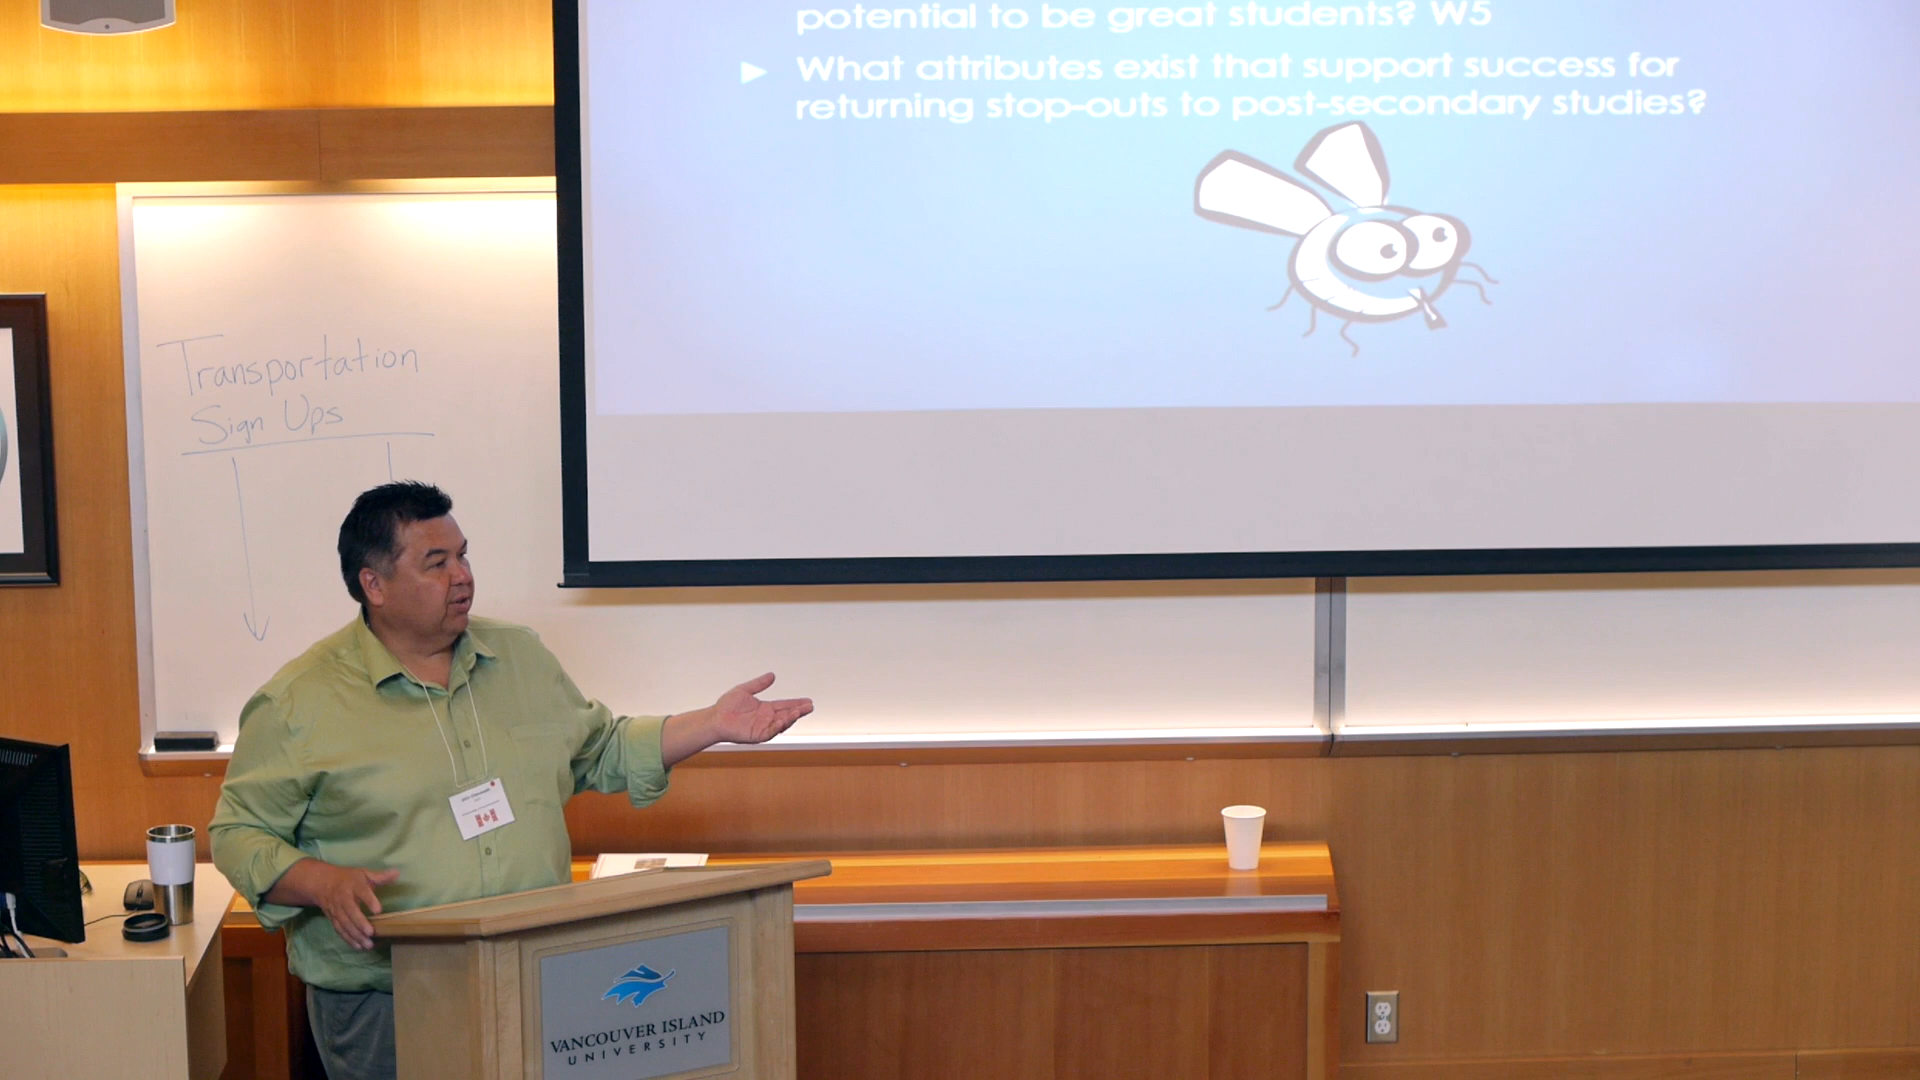 potential to be great students? W5
What attributes exist that support success for
returning stop-outs to post-secondary studies?
Transportation
Sign Ups
VANCOUVER ISLAND
UNIVERSITY